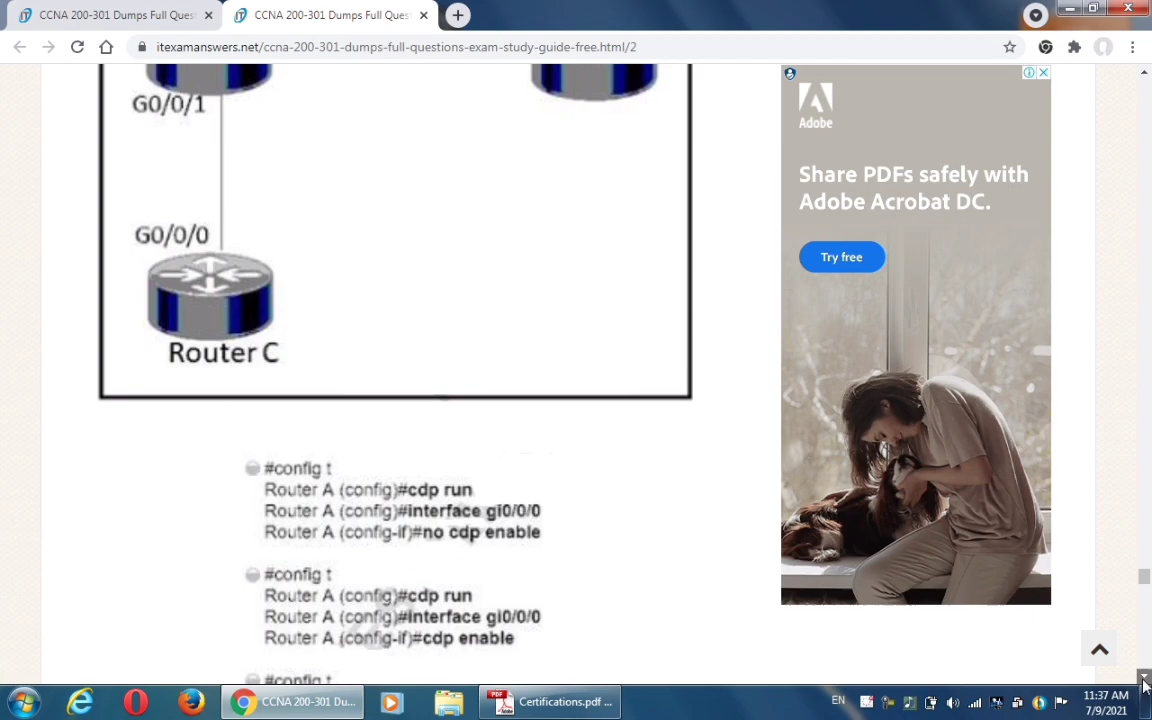 CCNA 200-301 Dumps Full Ques
CCNA 200-301 Dumps Full Ques
itexamanswers.net/ccna-200-301-dumps-full-questions-exam-study-guide-free.html/2
G0/0/1
G0/0/0
Router C
#config t
Router A (config)#cdp run
Router A (config)#interface gi0/0/0
Router A (config-if)#no cdp enable
#config t
Router A (config)#cdp run
Router A (config)#interface gi0/0/0
Router A (config-if)#cdp enable
#config t
Adobe
Share PDFs safely with
Adobe Acrobat DC.
Try free
CCNA 200-301 Du...
PDF
Certifications.pdf ...
EN
11:37 AM
7/9/2021